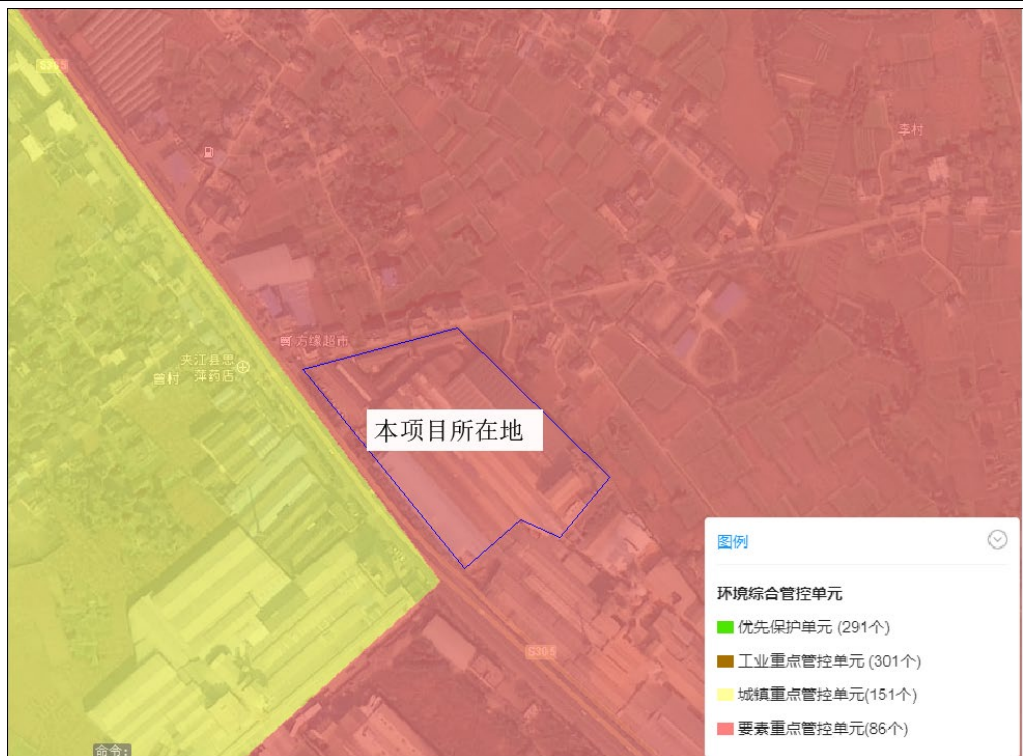 S305
李村
方缘超市
夹江县思
曾村
萍药店
本项目所在地
图例
环境综合管控单元
优先保护单元 (291个)
工业重点管控单元 (301个)
城镇重点管控单元(151个)
要素重点管控单元(86个)
S305
命令: